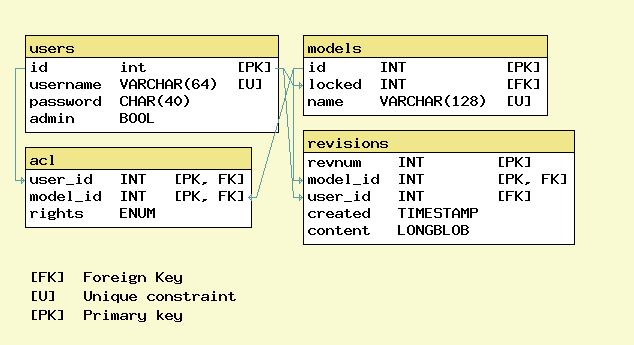 users
id int [PK]
username VARCHAR(64) [U]
password CHAR(40)
admin BOOL
models
id INT [PK]
locked INT [FK]
name VARCHAR(128) [U]
acl
user_id INT [PK, FK]
model_id INT [PK, FK]
rights ENUM
revisions
revnum INT [PK]
model_id INT [PK, FK]
user_id INT [FK]
created TIMESTAMP
content LONGBLOB
[FK] Foreign Key
[U] Unique constraint
[PK] Primary key